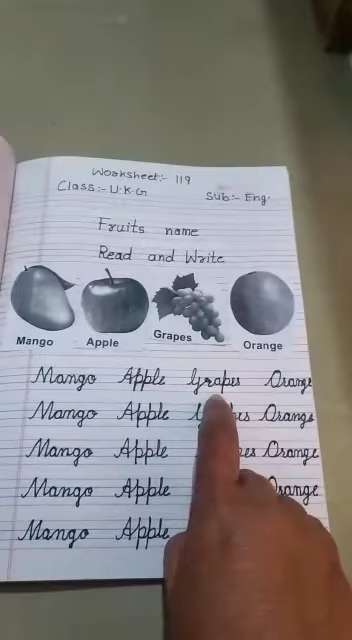 Worksheet:- 119
Class:- U.K.G
Sub:- Eng.
Fruits name
Read and Write
Mango Apple Grapes Orange
Mango Apple Grapes Orange
Mango Apple Orange
Mango Apple Orange
Mango Apple
Mango Apple